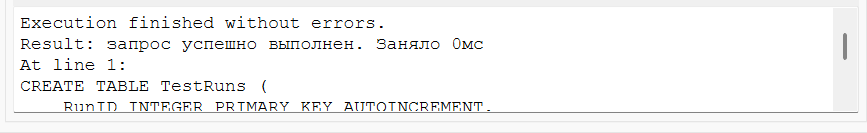 Execution finished without errors.
Result: запрос успешно выполнен. Заняло 0мс
At line 1:
CREATE TABLE TestRuns (
RunID INTEGER PRIMARY KEY AUTOINCREMENT,